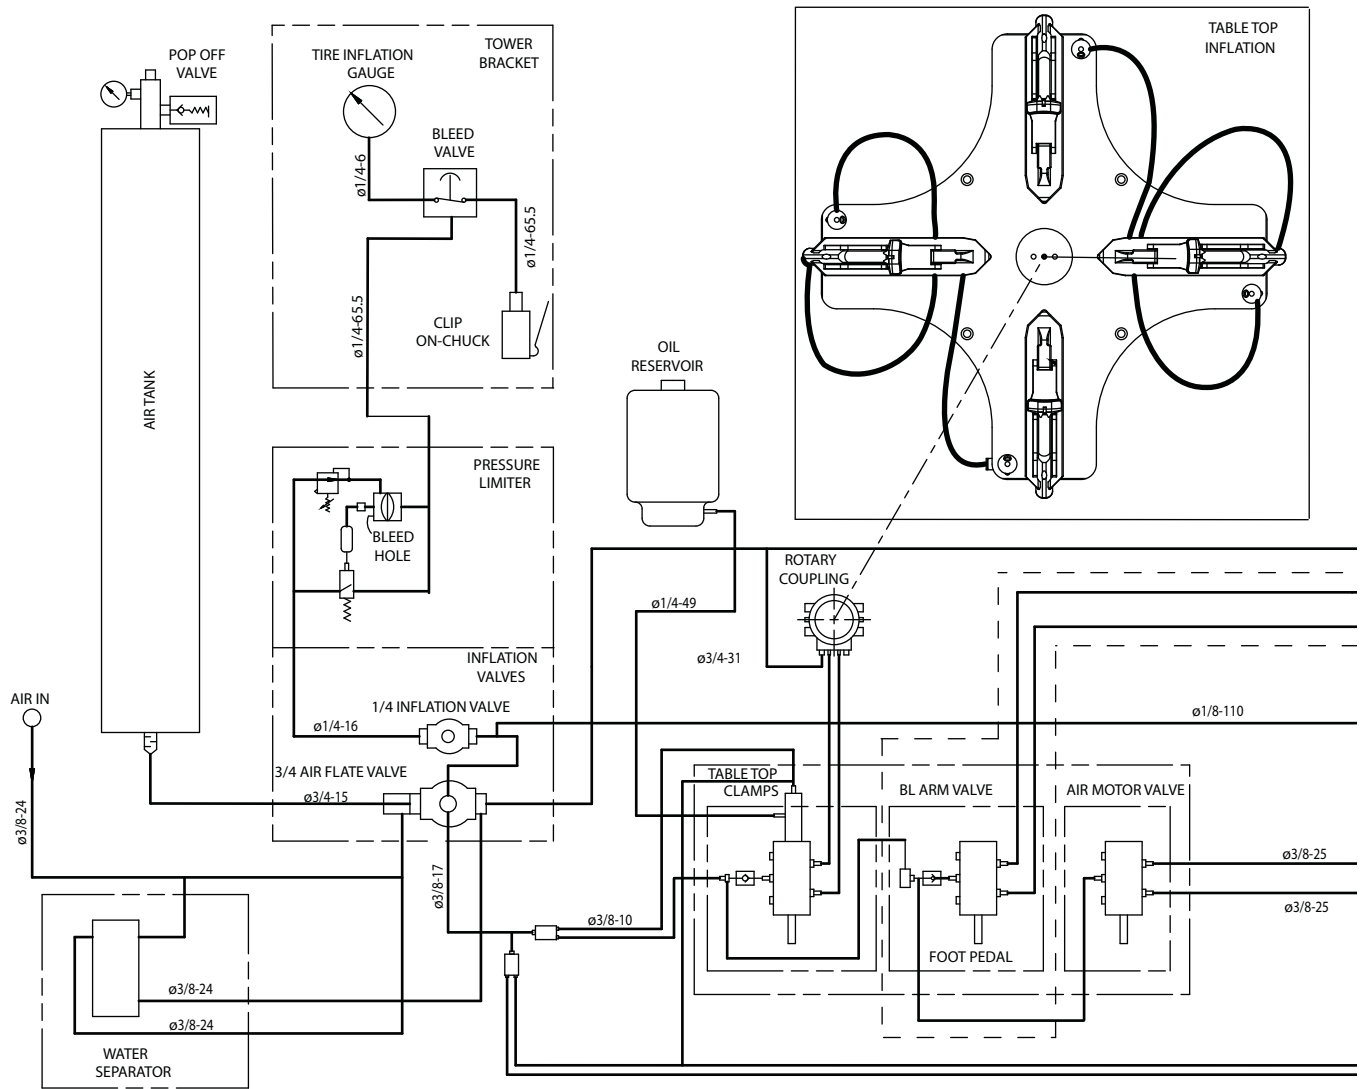 POP OFF
VALVE
TOWER
BRACKET
TIRE INFLATION
GAUGE
BLEED
VALVE
ø1/4-6
ø1/4-65.5
ø1/4-65.5
CLIP
ON-CHUCK
TABLE TOP
INFLATION
AIR TANK
OIL
RESERVOIR
PRESSURE
LIMITER
BLEED
HOLE
ROTARY
COUPLING
ø1/4-49
ø3/4-31
INFLATION
VALVES
AIR IN
1/4 INFLATION VALVE
ø1/4-16
ø1/8-110
3/4 AIR FLATE VALVE
ø3/4-15
ø3/8-24
TABLE TOP
CLAMPS
BL ARM VALVE
AIR MOTOR VALVE
ø3/8-17
ø3/8-10
ø3/8-25
ø3/8-25
FOOT PEDAL
ø3/8-24
ø3/8-24
WATER
SEPARATOR